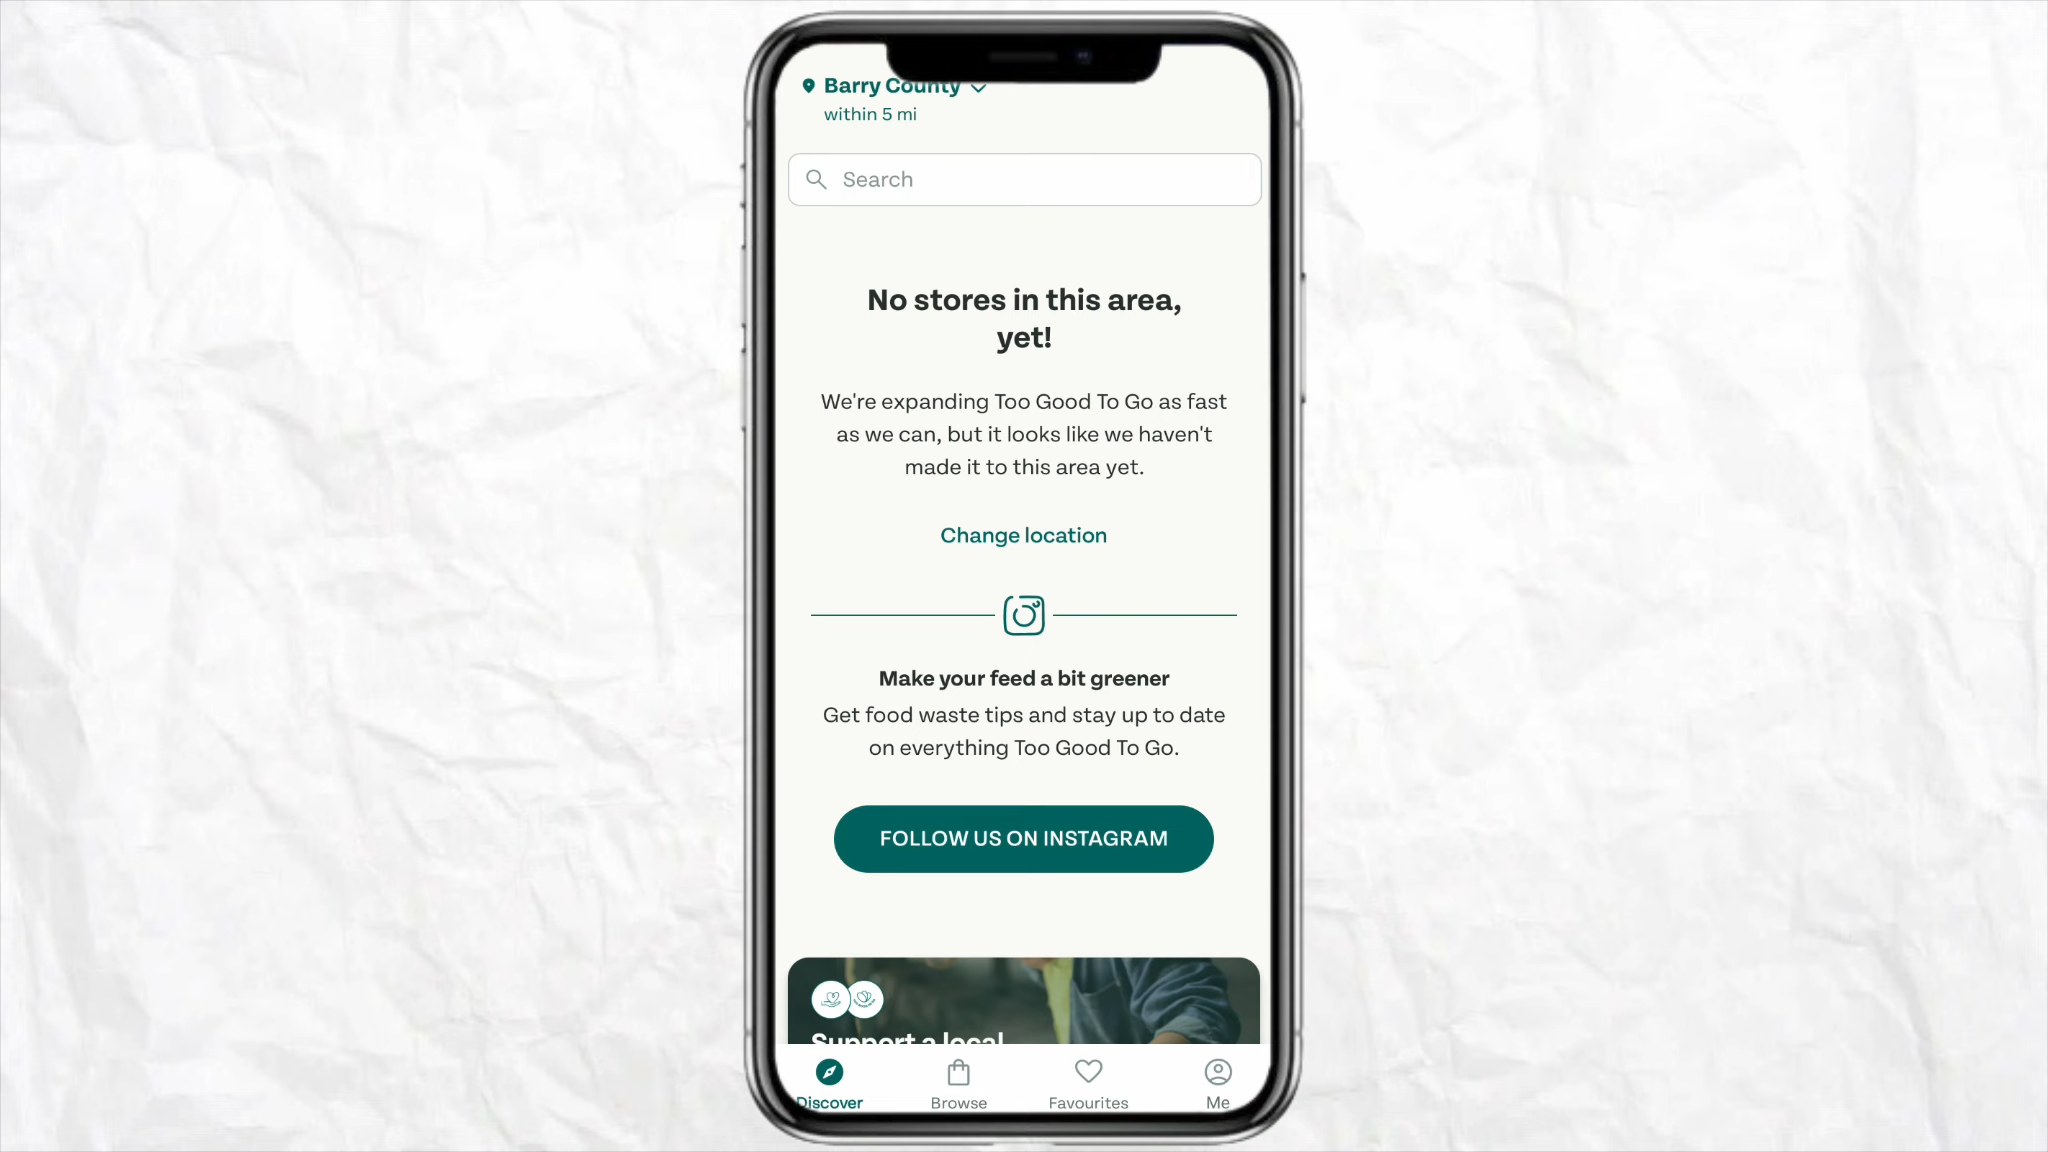 Barry County
within 5 mi
Search
No stores in this area,
yet!
We're expanding Too Good To Go as fast
as we can, but it looks like we haven't
made it to this area yet.
Change location
Make your feed a bit greener
Get food waste tips and stay up to date
on everything Too Good To Go.
FOLLOW US ON INSTAGRAM
Support a local
Discover
Browse
Favourites
Me